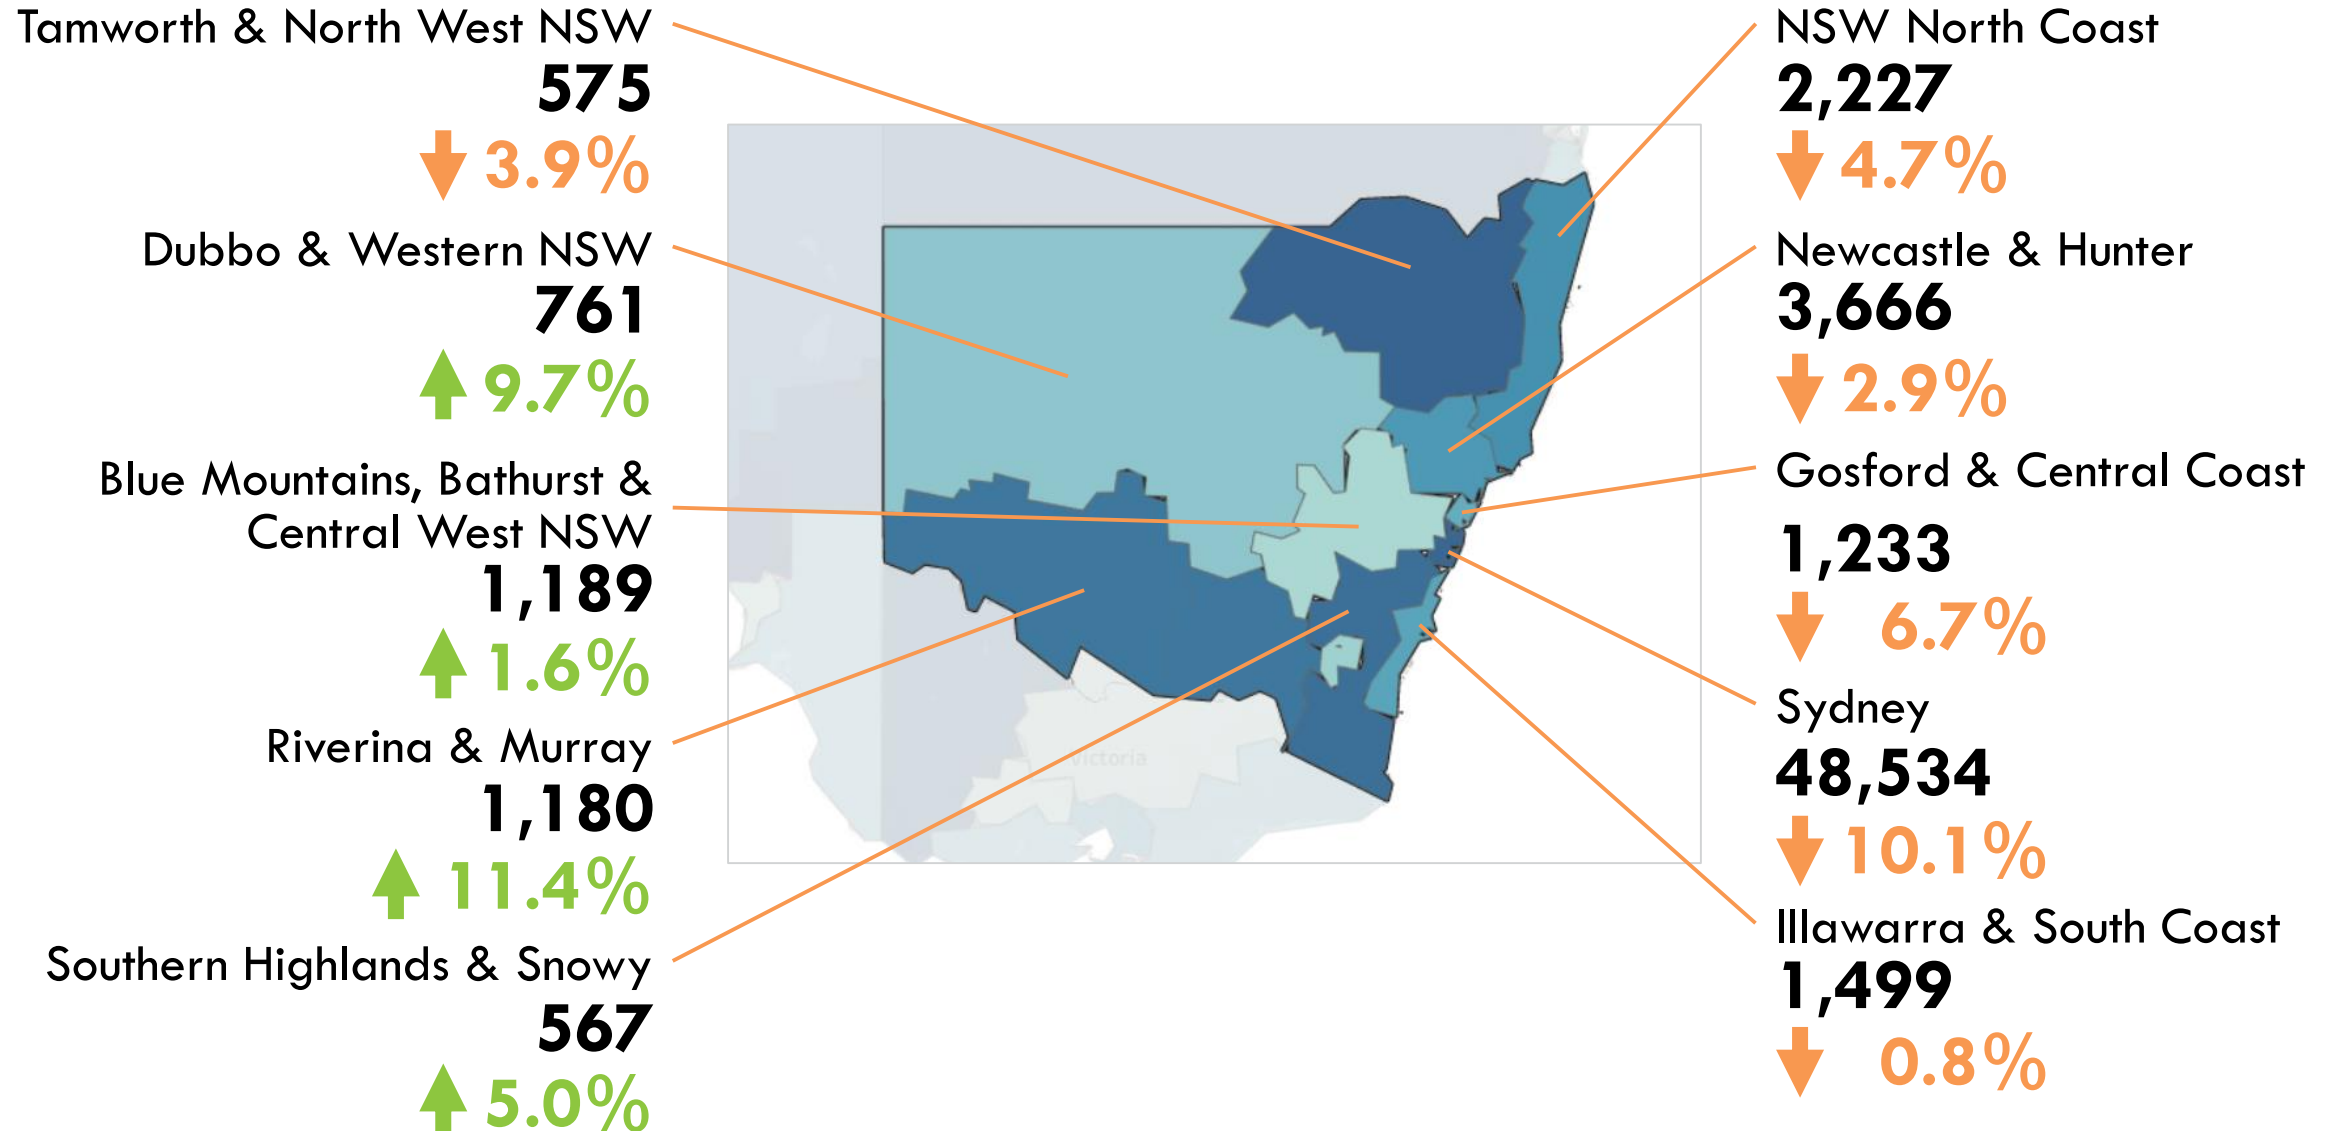 Tamworth & North West NSW
575
3.9%
Dubbo & Western NSW
761
9.7%
Blue Mountains, Bathurst &
Central West NSW
1,189
1.6%
Riverina & Murray
1,180
11.4%
Southern Highlands & Snowy
567
5.0%
Victoria
NSW North Coast
2,227
4.7%
Newcastle & Hunter
3,666
2.9%
Gosford & Central Coast
1,233
6.7%
Sydney
48,534
10.1%
Illawarra & South Coast
1,499
0.8%